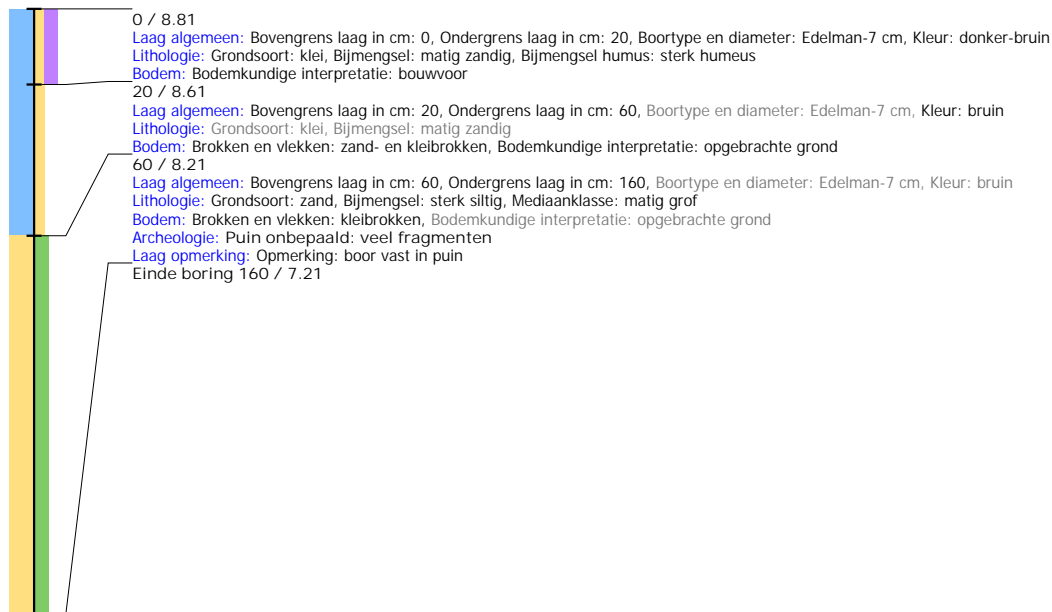 0 / 8.81
Laag algemeen: Bovengrens laag in cm: 0, Ondergrens laag in cm: 20, Boortype en diameter: Edelman-7 cm, Kleur: donker-bruin
Lithologie: Grondsoort: klei, Bijmengsel: matig zandig, Bijmengsel humus: sterk humeus
Bodem: Bodemkundige interpretatie: bouwvoor
20 / 8.61
Laag algemeen: Bovengrens laag in cm: 20, Ondergrens laag in cm: 60, Boortype en diameter: Edelman-7 cm, Kleur: bruin
Lithologie: Grondsoort: klei, Bijmengsel: matig zandig
Bodem: Brokken en vlekken: zand- en kleibrokken, Bodemkundige interpretatie: opgebrachte grond
60 / 8.21
Laag algemeen: Bovengrens laag in cm: 60, Ondergrens laag in cm: 160, Boortype en diameter: Edelman-7 cm, Kleur: bruin
Lithologie: Grondsoort: zand, Bijmengsel: sterk siltig, Mediaanklasse: matig grof
Bodem: Brokken en vlekken: kleibrokken, Bodemkundige interpretatie: opgebrachte grond
Archeologie: Puin onbepaald: veel fragmenten
Laag opmerking: Opmerking: boor vast in puin
Einde boring 160 / 7.21